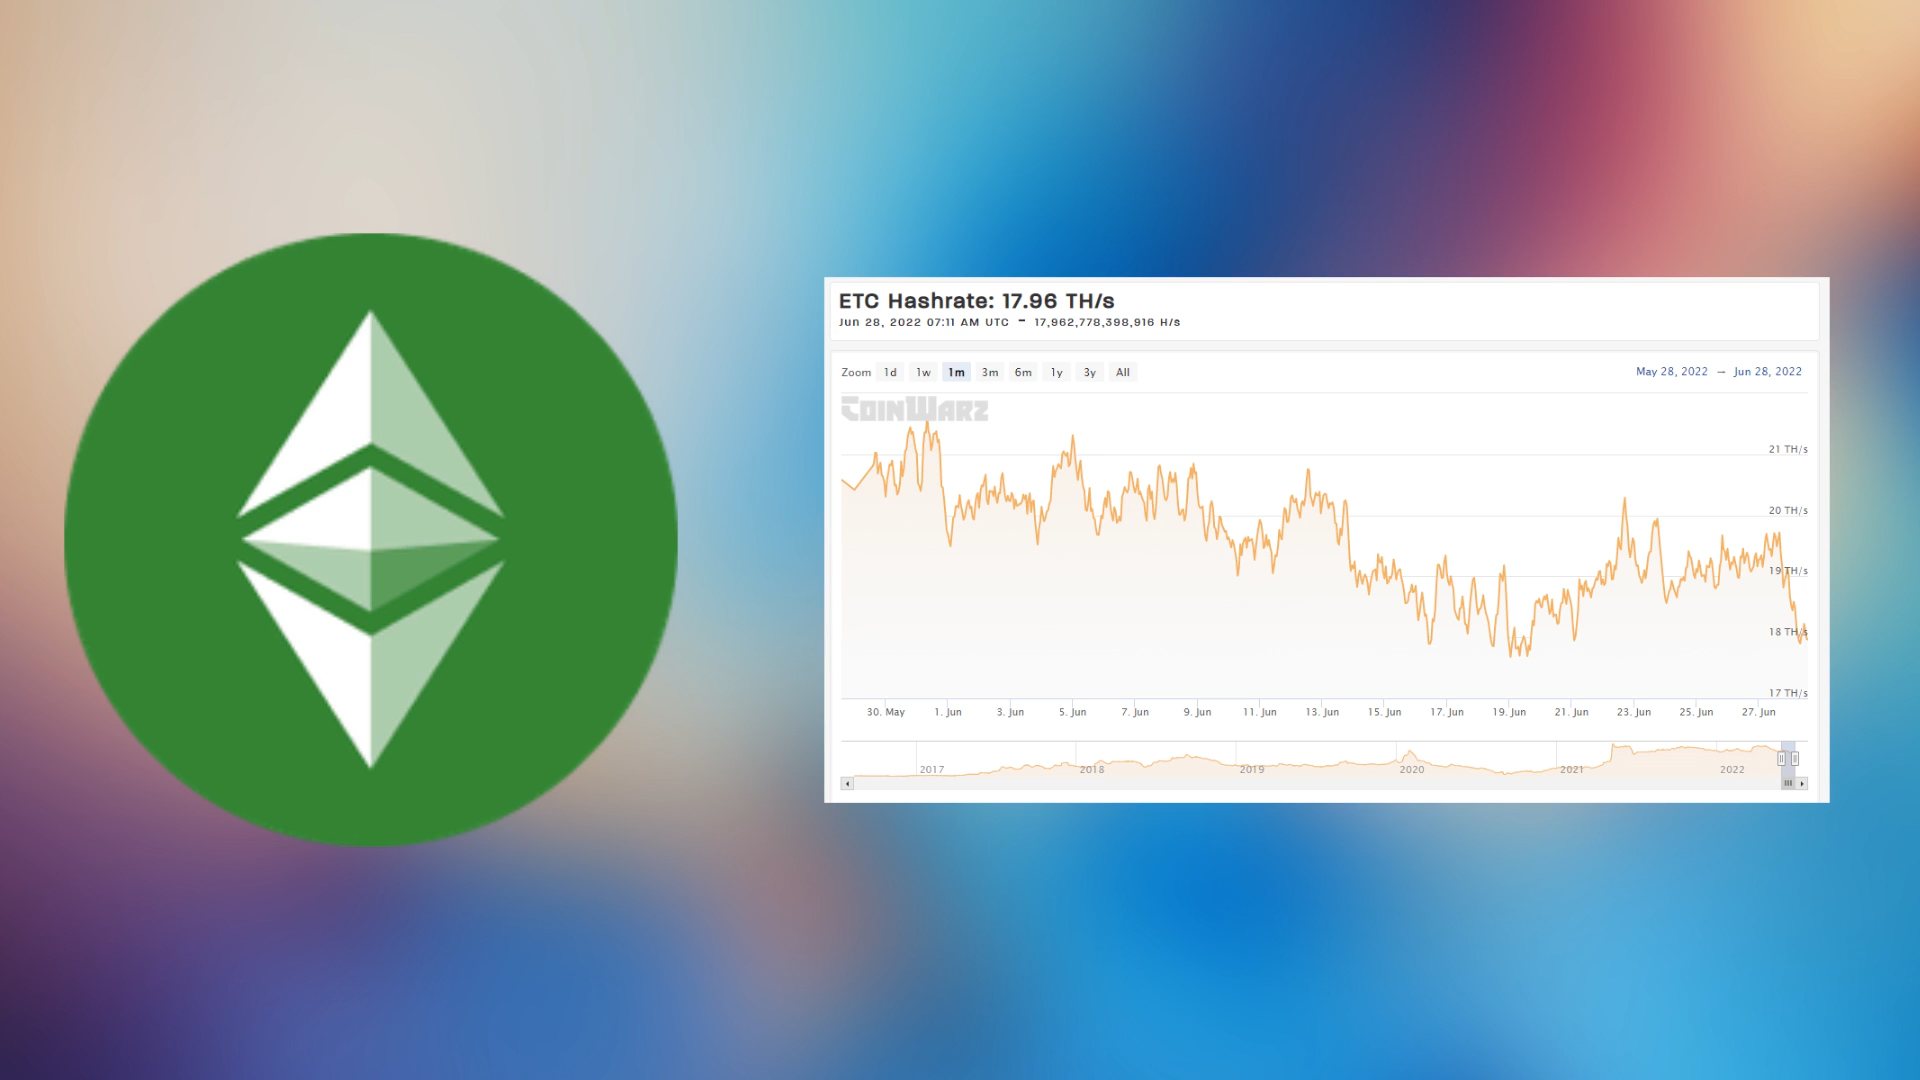 ETC Hashrate: 17.96 TH/s
Jun 28, 2022 07:11 AM UTC - 17,962,778,398,916 H/s
Zoom 1d 1w 1m 3m 6m 1y 3y All
May 28, 2022 → Jun 28, 2022
CoinWarz
21 TH/s
20 TH/s
19 TH/s
18 TH/s
17 TH/s
30. May 1. Jun 3. Jun 5. Jun 7. Jun 9. Jun 11. Jun 13. Jun 15. Jun 17. Jun 19. Jun 21. Jun 23. Jun 25. Jun 27. Jun
2017 2018 2019 2020 2021 2022